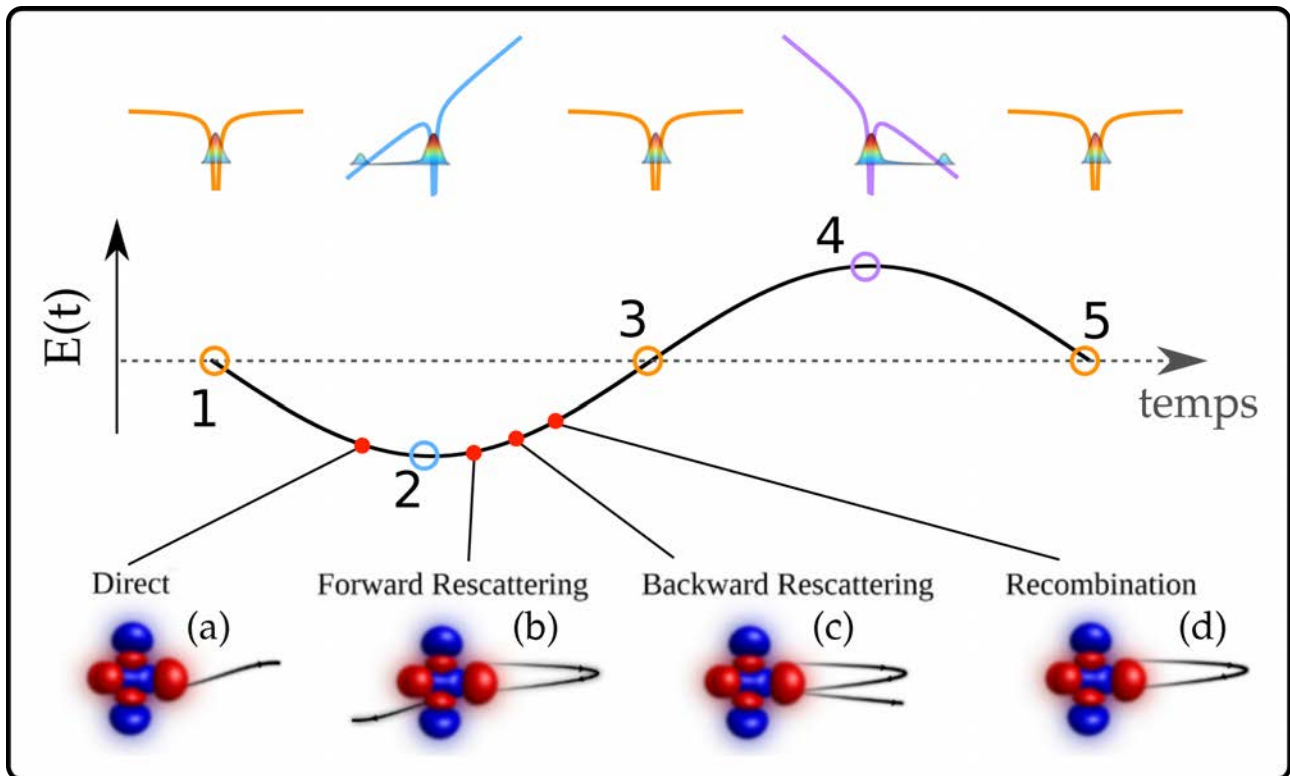 4
E(t)
3
5
1
temps
2
Direct
Forward Rescattering
Backward Rescattering
Recombination
(a)
(b)
(c)
(d)